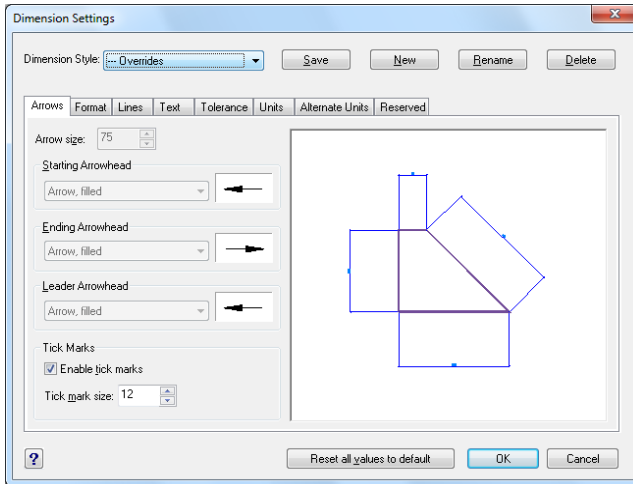 Dimension Settings
x
Dimension Style: --- Overrides Save New Rename Delete
Arrows Format Lines Text Tolerance Units Alternate Units Reserved
Arrow size: 75
Starting Arrowhead
Arrow, filled
Ending Arrowhead
Arrow, filled
Leader Arrowhead
Arrow, filled
Tick Marks
Enable tick marks
Tick mark size: 12
? Reset all values to default OK Cancel